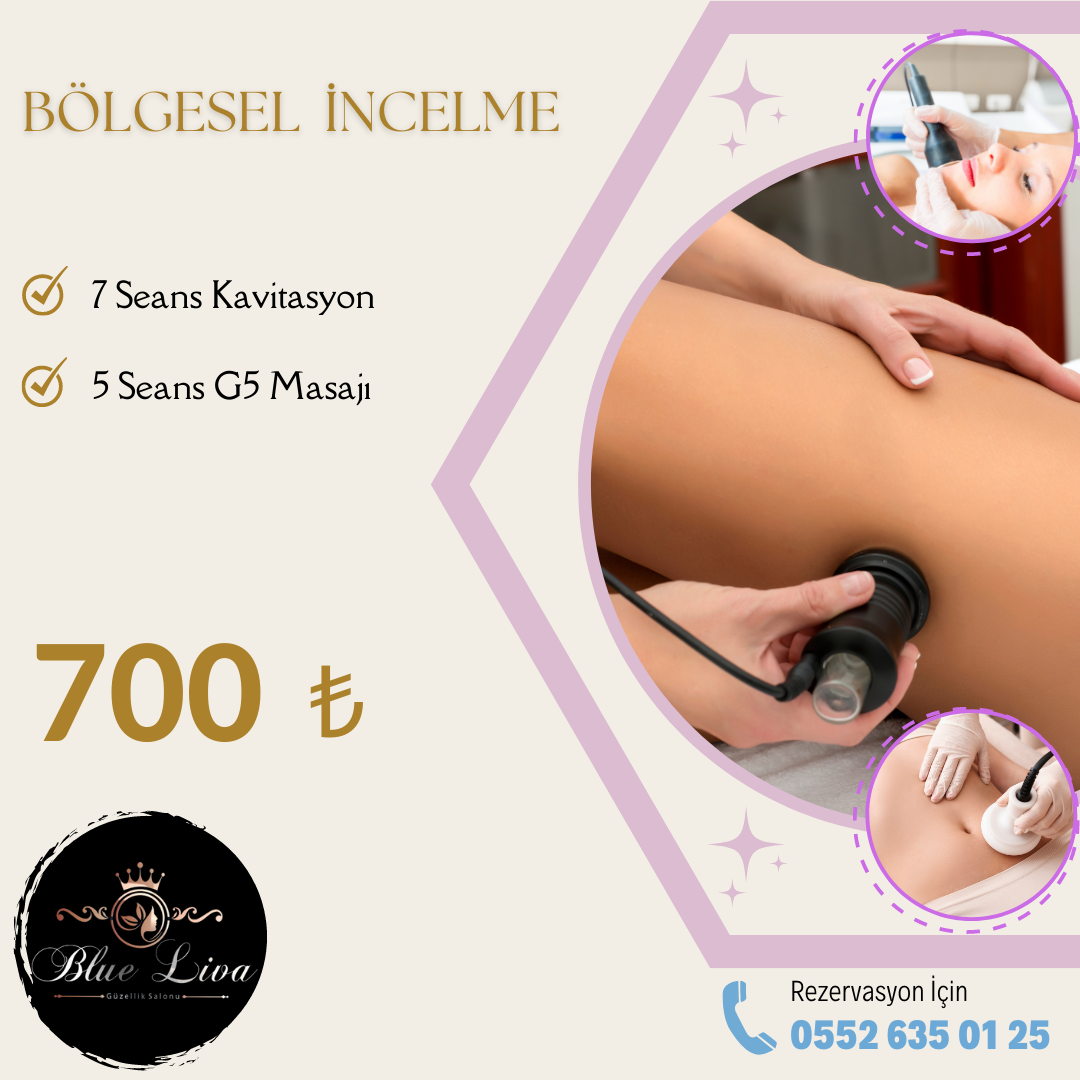 BÖLGESEL İNCELME
7 Seans Kavitasyon
5 Seans G5 Masajı
700 ₺
Blue Liva
Güzellik Salonu
Rezervasyon İçin
0552 635 01 25